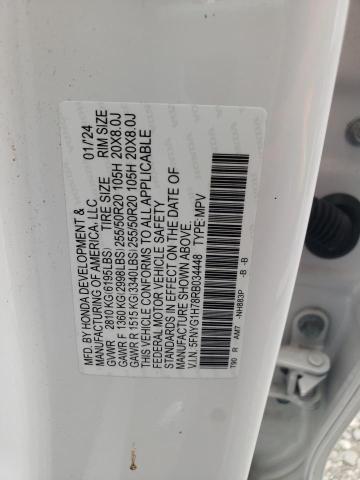 MFD. BY HONDA DEVELOPMENT & 01/24
MANUFACTURING OF AMERICA, LLC
GVWR 2810KG(6195LBS) TIRE SIZE RIM SIZE
GAWR F 1360KG(2998LBS)255/50R20 105H 20X8.0J
GAWR R 1515KG(3340LBS)255/50R20 105H 20X8.0J
THIS VEHICLE CONFORMS TO ALL APPLICABLE
FEDERAL MOTOR VEHICLE SAFETY
STANDARDS IN EFFECT ON THE DATE OF
MANUFACTURE SHOWN ABOVE.
V.I.N. 5FNYG1H78RB034448 TYPE:MPV
T90 R AM7 -NH883P -B -B